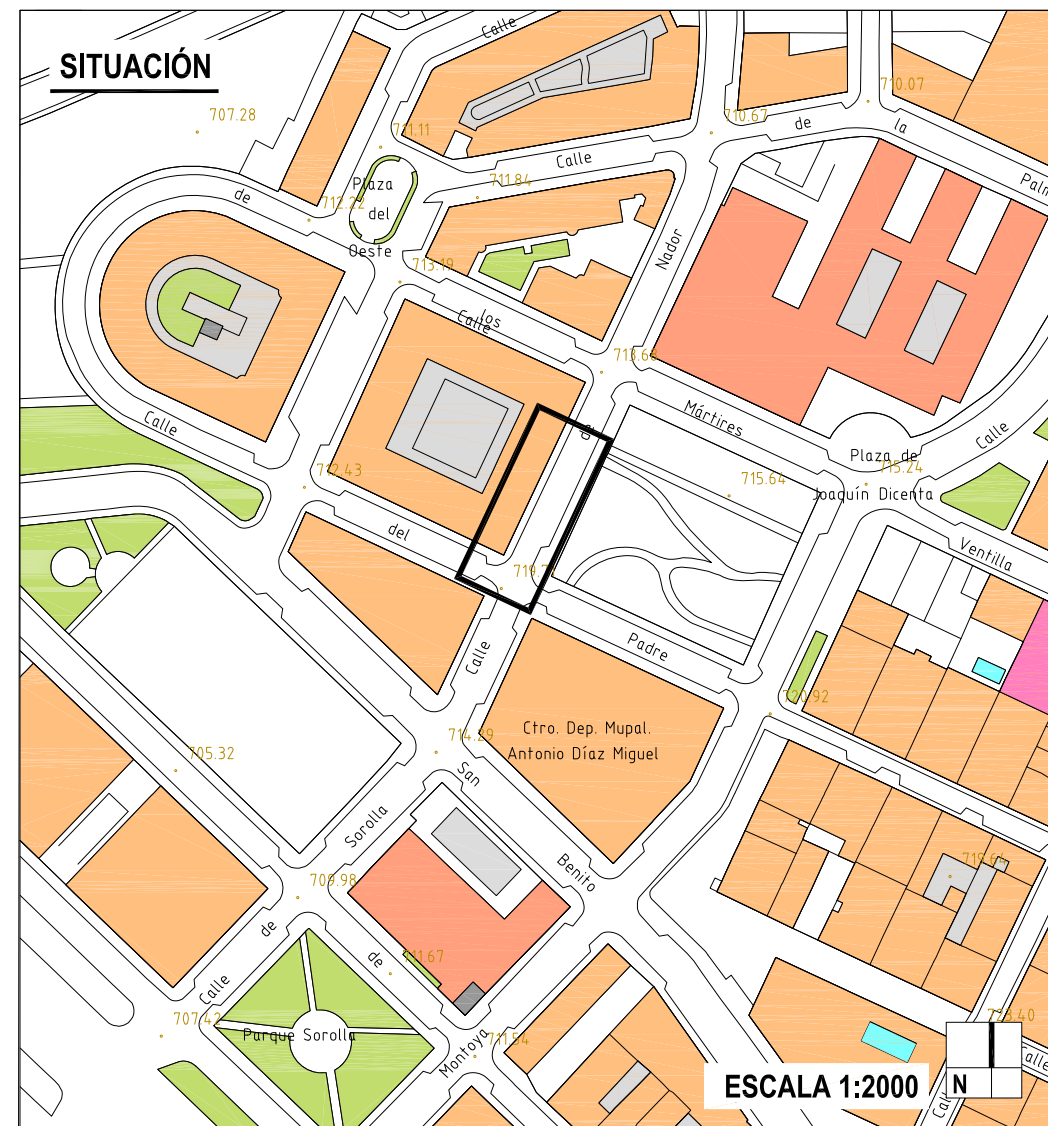 SITUACIÓN
Calle
707.28
711.11
710.67
710.07
de
la
Calle
Plaza
del
Oeste
711.84
de
712.22
713.19
Nador
los
Calle
713.66
Mártires
Plaza de
Joaquín Dicenta
Calle
715.24
715.64
Calle
712.43
del
Ventilla
719.7
Calle
Padre
720.92
Ctro. Dep. Mupal.
Antonio Díaz Miguel
714.29
San
705.32
Sorolla
Benito
709.98
de
de
711.67
Calle
707.42
Parque Sorolla
Montoya
711.54
ESCALA 1:2000
N
Calle